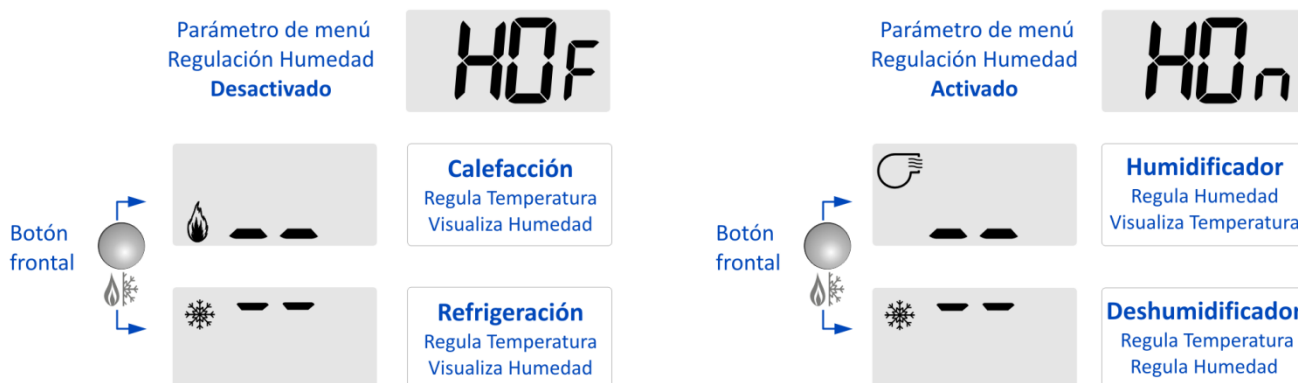 Parámetro de menú
Regulación Humedad
Desactivado
HOF
Botón
frontal
Calefacción
Regula Temperatura
Visualiza Humedad
Refrigeración
Regula Temperatura
Visualiza Humedad
Parámetro de menú
Regulación Humedad
Activado
HOn
Botón
frontal
Humidificador
Regula Humedad
Visualiza Temperatura
Deshumidificador
Regula Temperatura
Regula Humedad